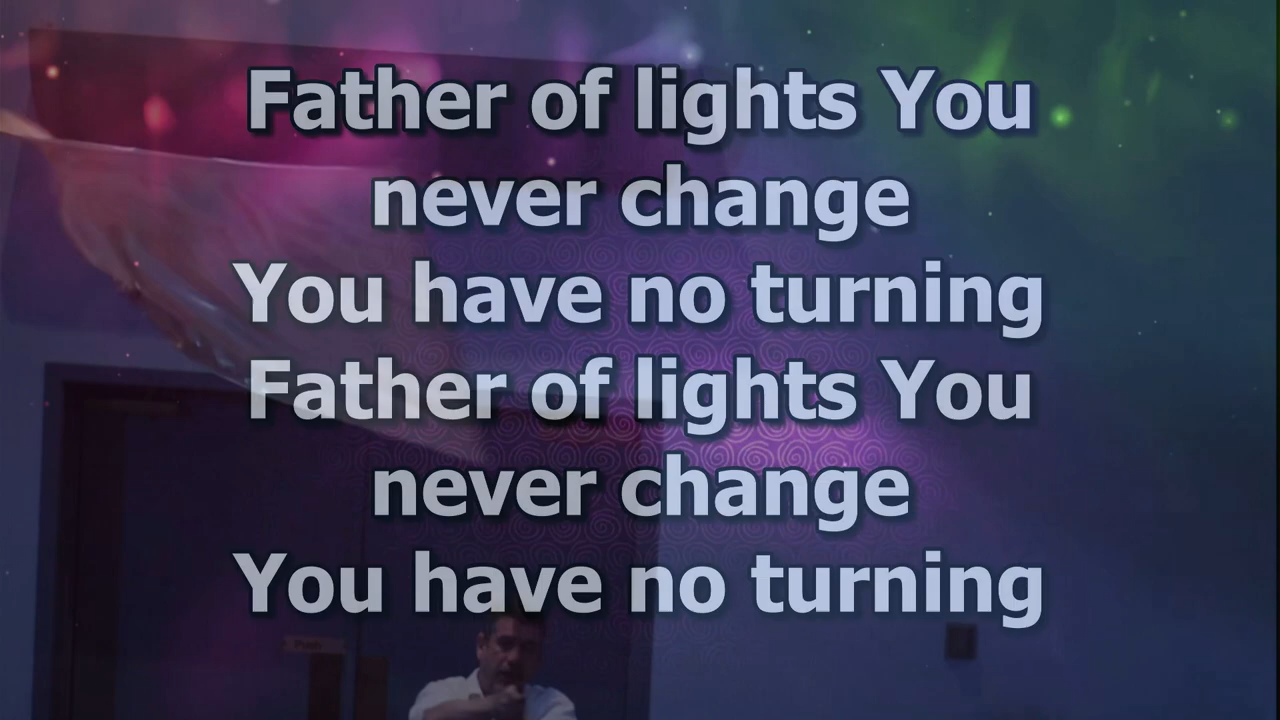 Father of lights You
never change
You have no turning
Father of lights You
never change
You have no turning
Push